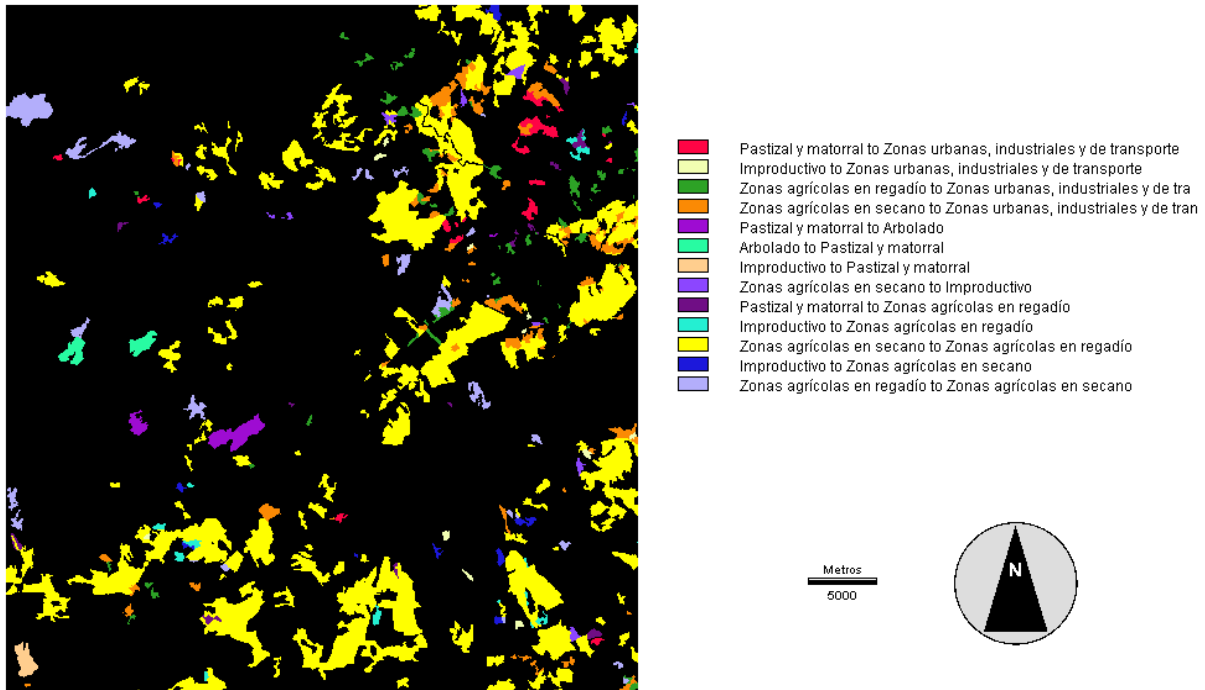 Pastizal y matorral to Zonas urbanas, industriales y de transporte
Improductivo to Zonas urbanas, industriales y de transporte
Zonas agrícolas en regadío to Zonas urbanas, industriales y de tra
Zonas agrícolas en secano to Zonas urbanas, industriales y de tran
Pastizal y matorral to Arbolado
Arbolado to Pastizal y matorral
Improductivo to Pastizal y matorral
Zonas agrícolas en secano to Improductivo
Pastizal y matorral to Zonas agrícolas en regadío
Improductivo to Zonas agrícolas en regadío
Zonas agrícolas en secano to Zonas agrícolas en regadío
Improductivo to Zonas agrícolas en secano
Zonas agrícolas en regadío to Zonas agrícolas en secano
Metros
5000
N